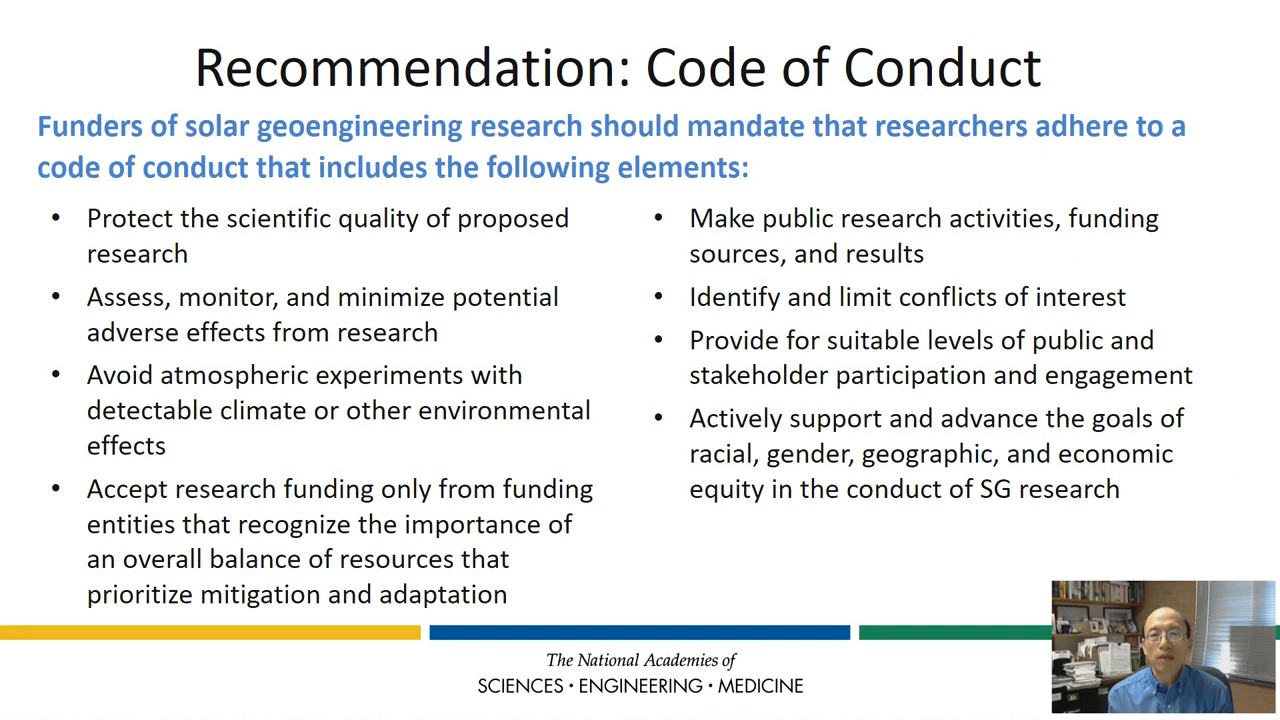 Recommendation: Code of Conduct
Funders of solar geoengineering research should mandate that researchers adhere to a
code of conduct that includes the following elements:
• Protect the scientific quality of proposed
research
• Assess, monitor, and minimize potential
adverse effects from research
• Avoid atmospheric experiments with
detectable climate or other environmental
effects
• Accept research funding only from funding
entities that recognize the importance of
an overall balance of resources that
prioritize mitigation and adaptation
• Make public research activities, funding
sources, and results
• Identify and limit conflicts of interest
• Provide for suitable levels of public and
stakeholder participation and engagement
• Actively support and advance the goals of
racial, gender, geographic, and economic
equity in the conduct of SG research
The National Academies of
SCIENCES · ENGINEERING · MEDICINE